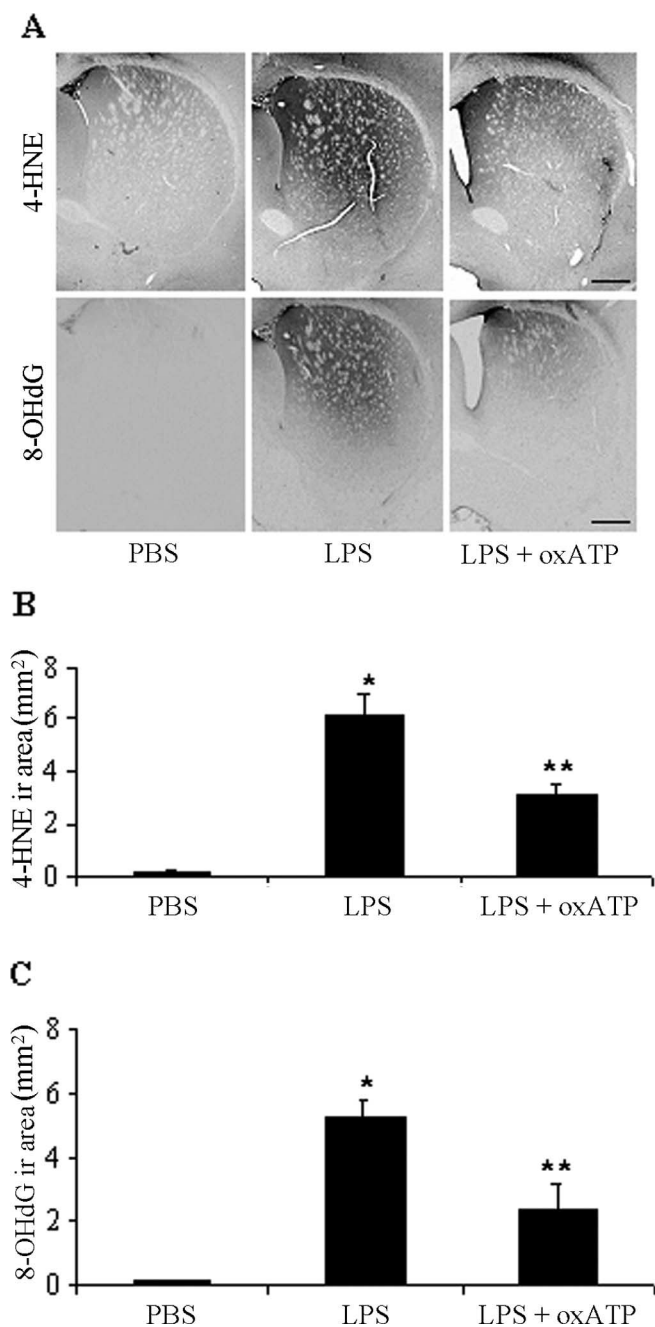 A
4-HNE
8-OHdG
PBS LPS LPS + oxATP
B
4-HNE ir area (mm²)
8
6
4
2
0
*
**
PBS LPS LPS + oxATP
C
8-OHdG ir area (mm²)
8
6
4
2
0
*
**
PBS LPS LPS + oxATP